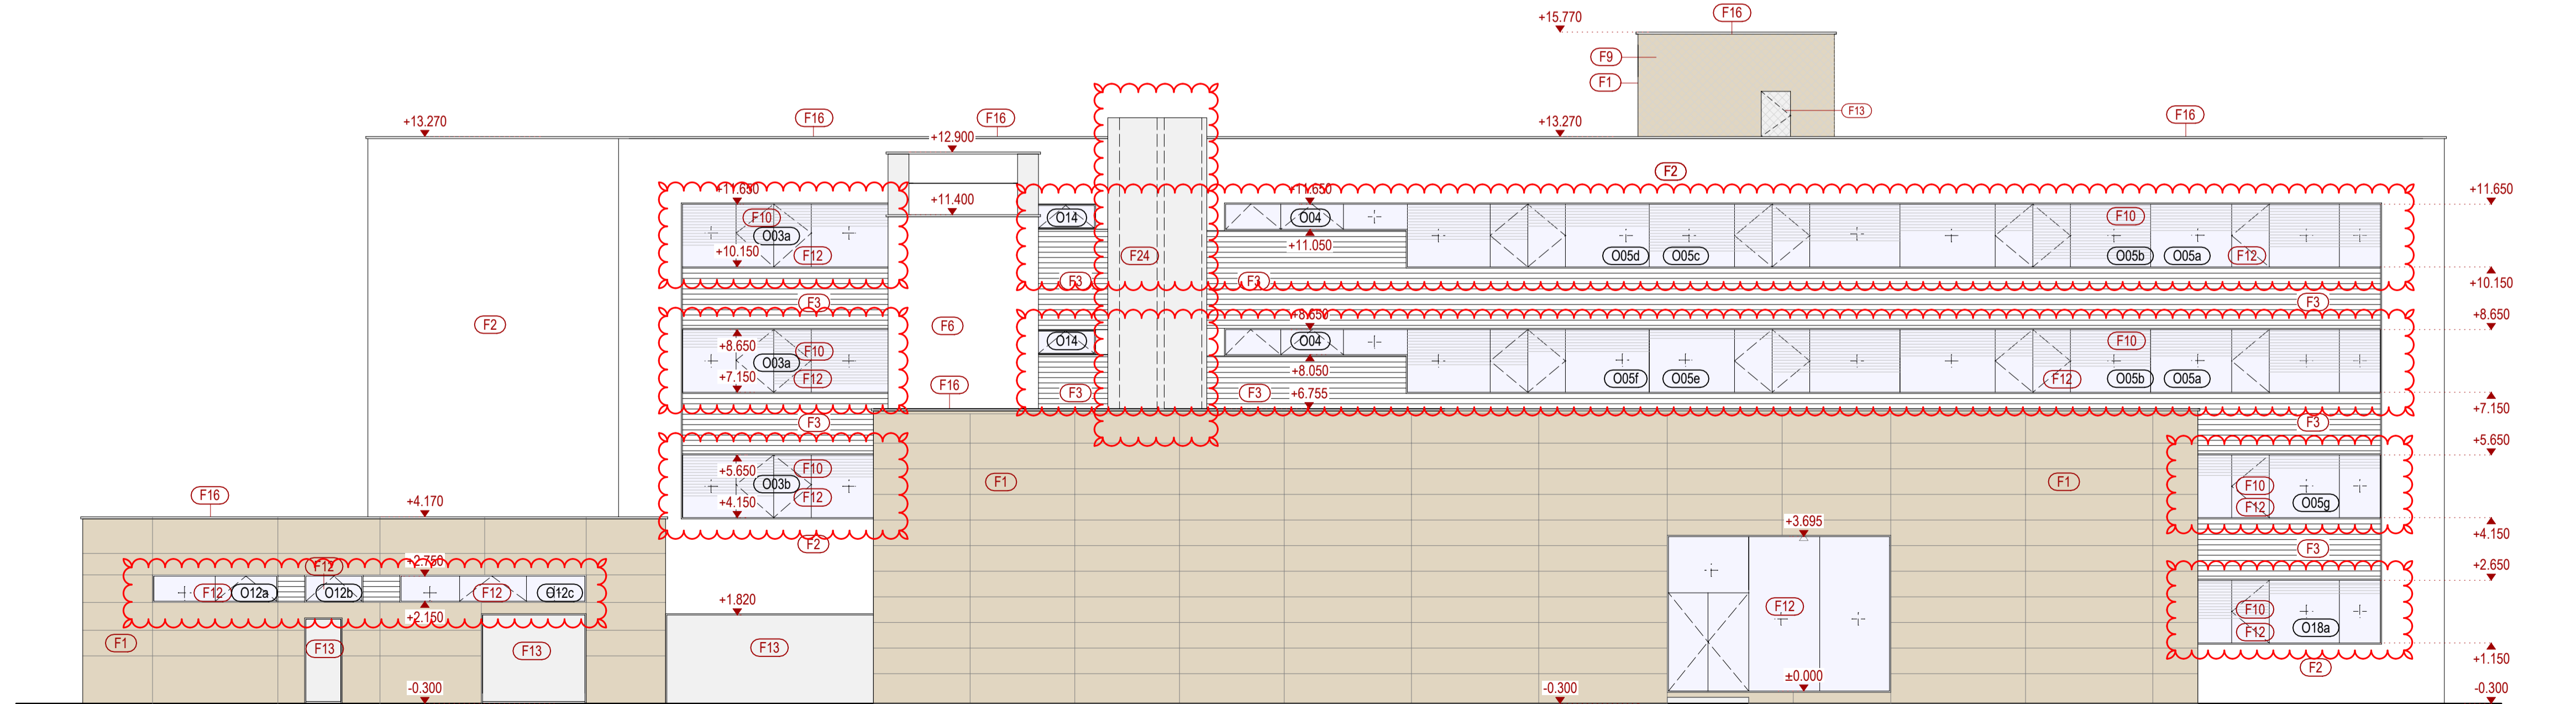 F16
+15.770
F9
F1
F13
F16
F16
F16
+13.270
+12.900
+13.270
F2
+11.650
+11.650
+11.650
F10
+11.400
O14
O04
F10
O03a
+10.150
F12
+11.050
F24
O05d
O05c
O05b
O05a
F12
F3
F3
+10.150
F3
F3
+8.650
+8.650
F2
F6
+8.650
F10
O14
O04
F10
O03a
+7.150
F12
+8.050
O05f
O05e
F12
O05b
O05a
F16
F3
F3
+6.755
+7.150
F3
F3
+5.650
+5.650
F10
O03b
F12
+4.150
F1
F1
F10
F12
O05g
F16
+4.170
+3.695
+4.150
F2
F3
+2.750
F12
+2.650
F12
O12a
O12b
F12
O12c
+1.820
F12
F10
O18a
F12
+2.150
F1
F13
F13
F13
+1.150
F2
±0.000
-0.300
-0.300
-0.300